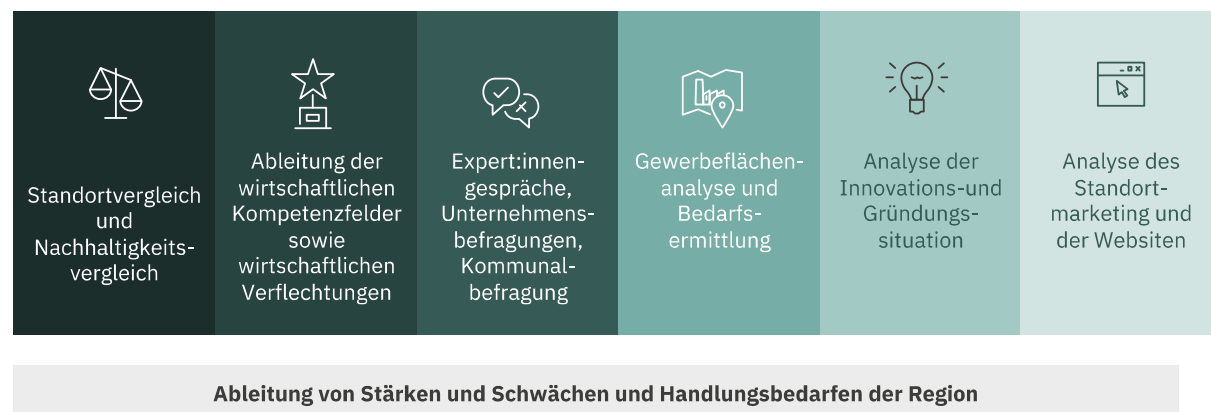 Standortvergleich
und
Nachhaltigkeits-
vergleich
Ableitung der
wirtschaftlichen
Kompetenzfelder
sowie
wirtschaftlichen
Verflechtungen
Expert:innen-
gespräche,
Unternehmens-
befragungen,
Kommunal-
befragung
Gewerbeflächen-
analyse und
Bedarfs-
ermittlung
Analyse der
Innovations-und
Gründungs-
situation
Analyse des
Standort-
marketing und
der Websiten
Ableitung von Stärken und Schwächen und Handlungsbedarfen der Region